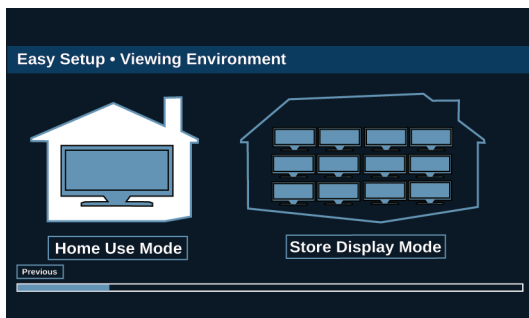 Easy Setup • Viewing Environment
Home Use Mode
Store Display Mode
Previous